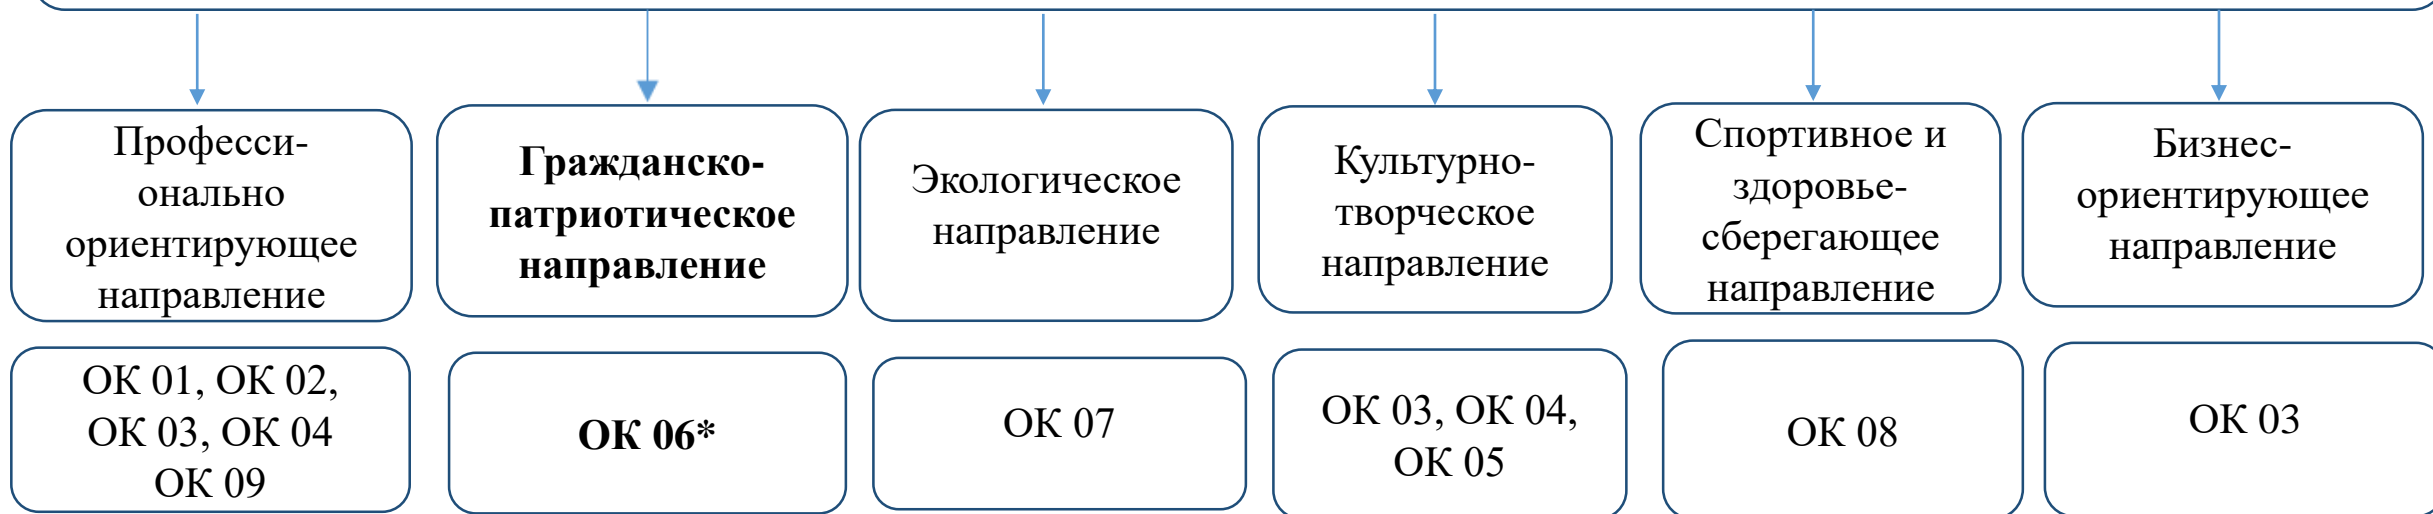 Професси-
онально
ориентирующее
направление
Гражданско-
патриотическое
направление
Экологическое
направление
Культурно-
творческое
направление
Спортивное и
здоровье-
сберегающее
направление
Бизнес-
ориентирующее
направление
ОК 01, ОК 02,
ОК 03, ОК 04
ОК 09
ОК 06*
ОК 07
ОК 03, ОК 04,
ОК 05
ОК 08
ОК 03